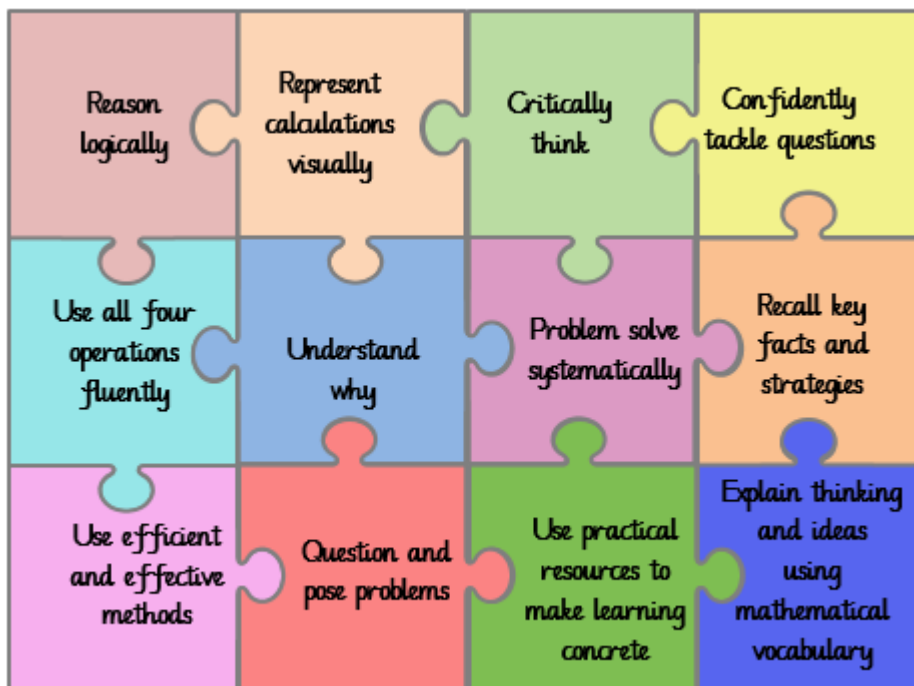 Reason
logically
Represent
calculations
visually
Critically
think
Confidently
tackle questions
Use all four
operations
fluently
Understand
why
Problem solve
systematically
Recall key
facts and
strategies
Use efficient
and effective
methods
Question and
pose problems
Use practical
resources to
make learning
concrete
Explain thinking
and ideas
using
mathematical
vocabulary